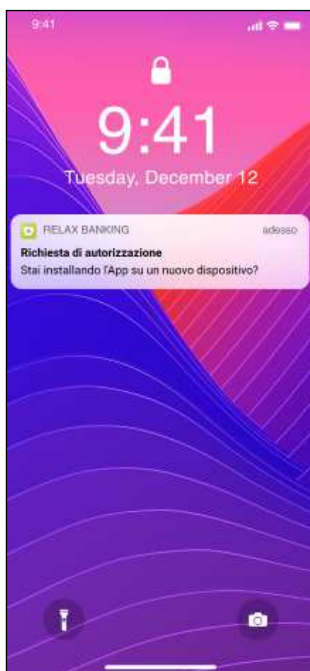 9:41
9:41
Tuesday, December 12
RELAX BANKING adesso
Richiesta di autorizzazione
Stai installando l'App su un nuovo dispositivo?